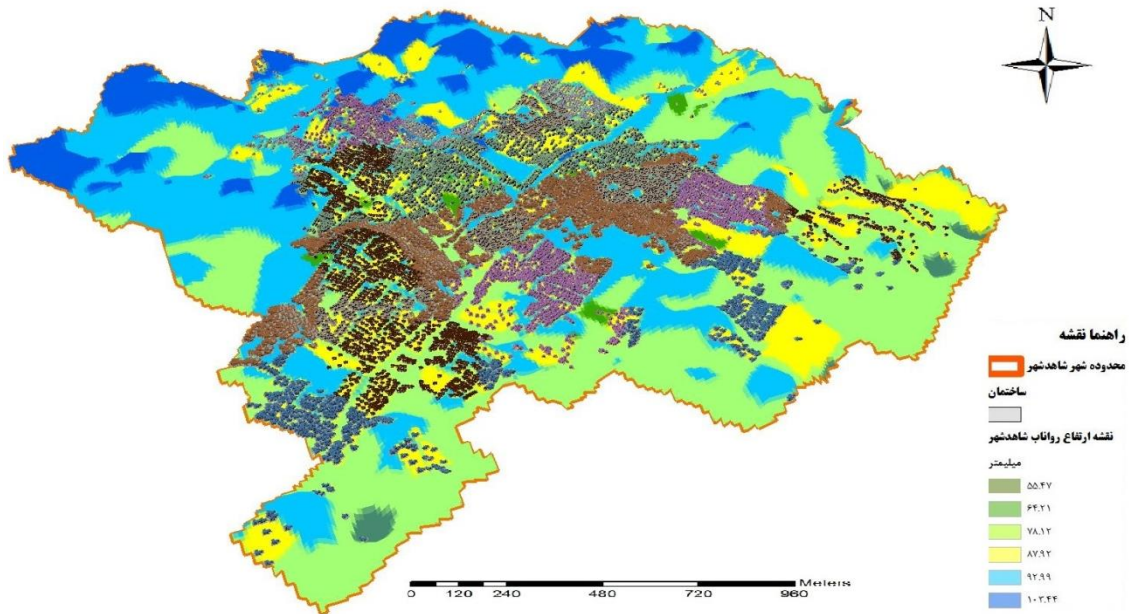 N
راهنما نقشه
محدوده شهر شاهدشهر
ساختمان
نقشه ارتفاع رواناب شاهدشهر
میلیمتر
۵۵.۴۷
۶۴.۲۱
۷۸.۱۲
۸۷.۹۲
۹۲.۹۹
۱۰۳.۴۴
Meters
0 120 240 480 720 960